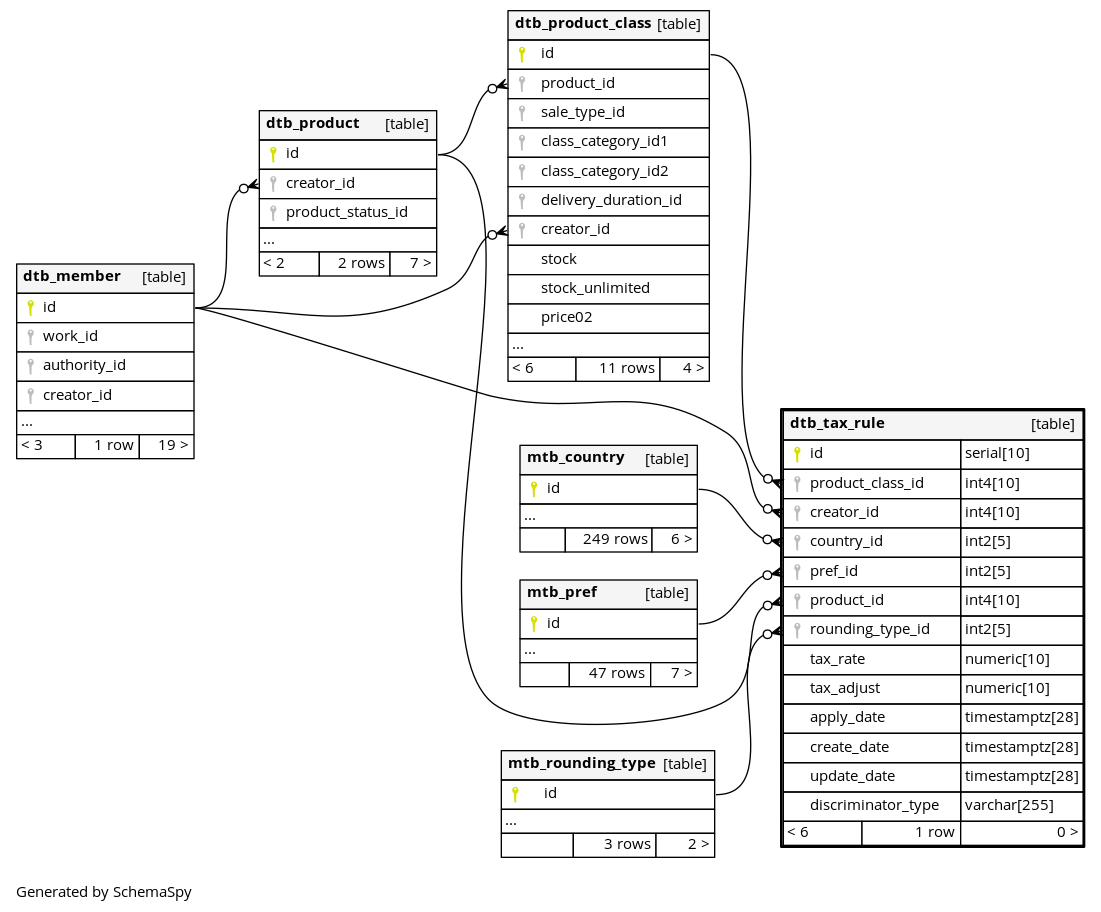 dtb_product_class [table]
id
product_id
sale_type_id
class_category_id1
class_category_id2
delivery_duration_id
creator_id
stock
stock_unlimited
price02
...
< 6 11 rows 4 >
dtb_product [table]
id
creator_id
product_status_id
...
< 2 2 rows 7 >
dtb_member [table]
id
work_id
authority_id
creator_id
...
< 3 1 row 19 >
dtb_tax_rule [table]
id serial[10]
product_class_id int4[10]
creator_id int4[10]
country_id int2[5]
pref_id int2[5]
product_id int4[10]
rounding_type_id int2[5]
tax_rate numeric[10]
tax_adjust numeric[10]
apply_date timestamptz[28]
create_date timestamptz[28]
update_date timestamptz[28]
discriminator_type varchar[255]
< 6 1 row 0 >
mtb_country [table]
id
...
249 rows 6 >
mtb_pref [table]
id
...
47 rows 7 >
mtb_rounding_type [table]
id
...
3 rows 2 >
Generated by SchemaSpy